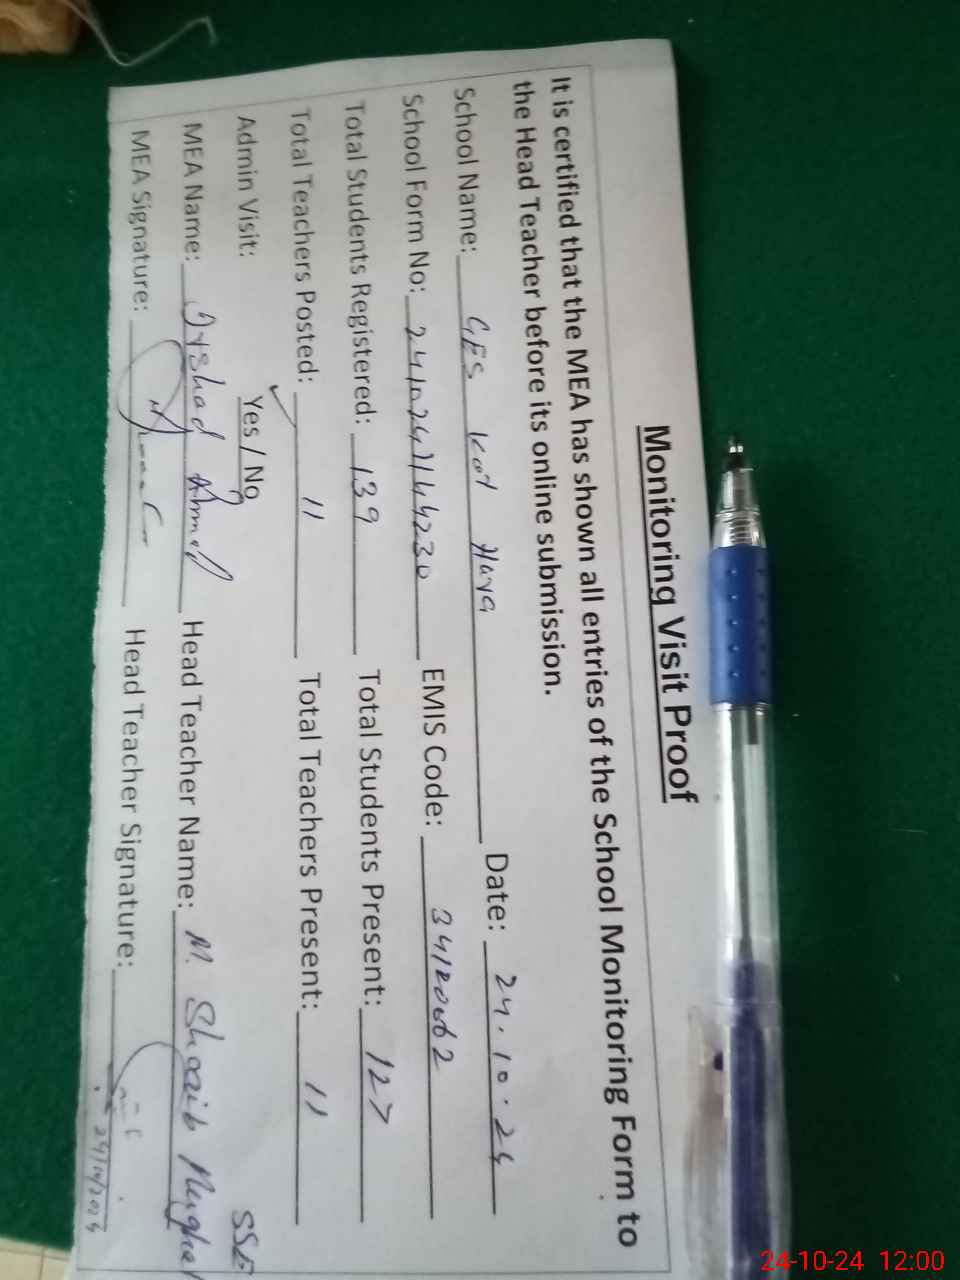 Monitoring Visit Proof
It is certified that the MEA has shown all entries of the School Monitoring Form to
the Head Teacher before its online submission.
School Name: GES Kot Haya Date: 24.10.24
School Form No: EMIS Code:
Total Students Registered: 139 Total Students Present: 127
Total Teachers Posted: 11 Total Teachers Present: 11
Admin Visit: Yes / No SSE
MEA Name: Head Teacher Name: M. Shoaib Mughal
MEA Signature: Head Teacher Signature:
24/10/2024
24-10-24 12:00